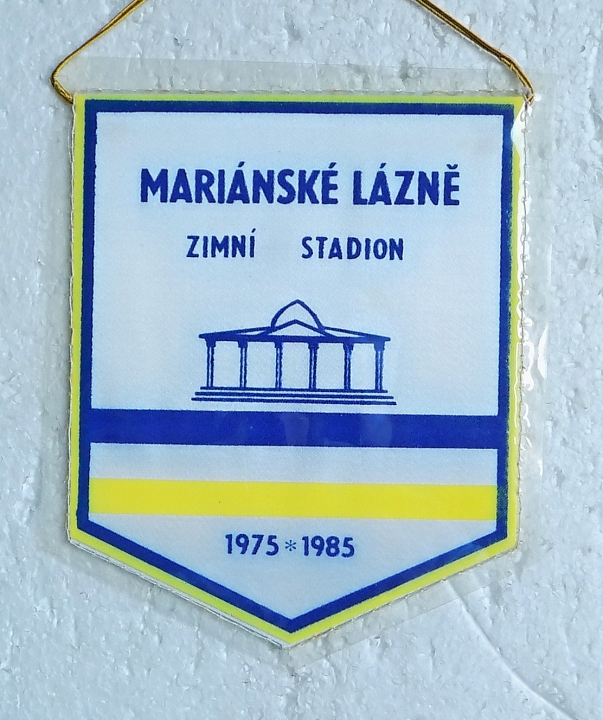 MARIÁNSKÉ LÁZNĚ
ZIMNÍ STADION
1975*1985